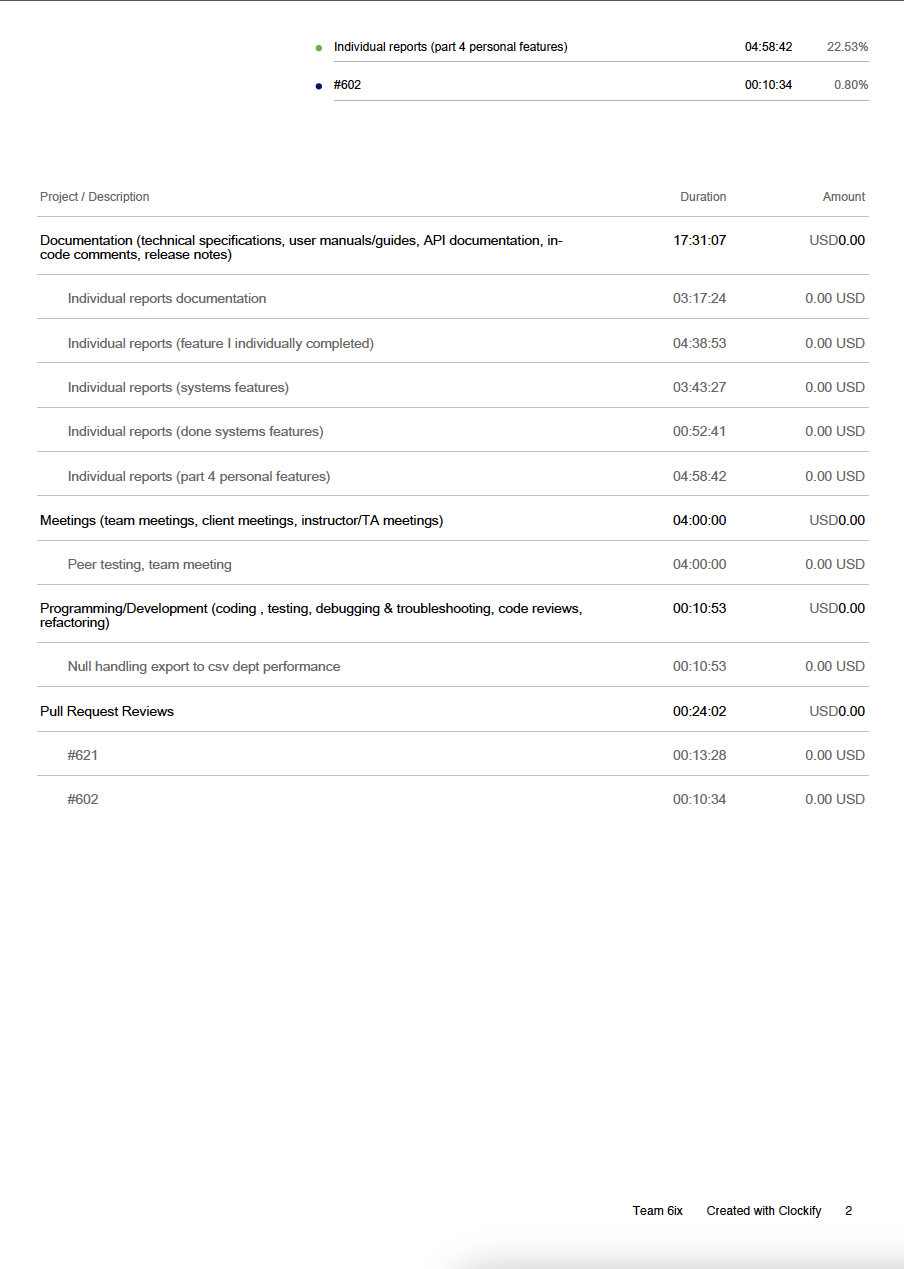 Individual reports (part 4 personal features) 04:58:42 22.53%
#602 00:10:34 0.80%
Project / Description Duration Amount
Documentation (technical specifications, user manuals/guides, API documentation, in- 17:31:07 USD0.00
code comments, release notes)
Individual reports documentation 03:17:24 0.00 USD
Individual reports (feature I individually completed) 04:38:53 0.00 USD
Individual reports (systems features) 03:43:27 0.00 USD
Individual reports (done systems features) 00:52:41 0.00 USD
Individual reports (part 4 personal features) 04:58:42 0.00 USD
Meetings (team meetings, client meetings, instructor/TA meetings) 04:00:00 USD0.00
Peer testing, team meeting 04:00:00 0.00 USD
Programming/Development (coding , testing, debugging & troubleshooting, code reviews, 00:10:53 USD0.00
refactoring)
Null handling export to csv dept performance 00:10:53 0.00 USD
Pull Request Reviews 00:24:02 USD0.00
#621 00:13:28 0.00 USD
#602 00:10:34 0.00 USD
Team 6ix Created with Clockify 2